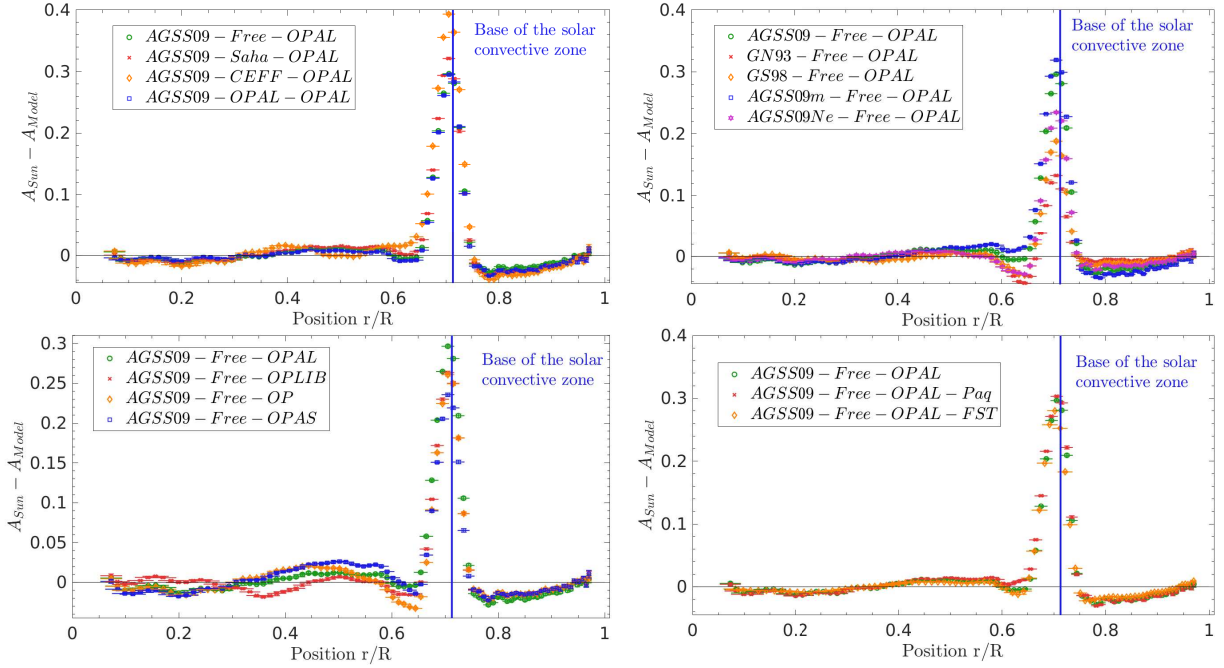 0.4
0.3
0.2
0.1
0
A_Sun − A_Model
AGSS09−Free−OPAL
AGSS09−Saha−OPAL
AGSS09−CEFF−OPAL
AGSS09−OPAL−OPAL
Base of the solar
convective zone
0 0.2 0.4 0.6 0.8 1
Position r/R
0.4
0.3
0.2
0.1
0
A_Sun − A_Model
AGSS09−Free−OPAL
GN93−Free−OPAL
GS98−Free−OPAL
AGSS09m−Free−OPAL
AGSS09Ne−Free−OPAL
Base of the solar
convective zone
0 0.2 0.4 0.6 0.8 1
Position r/R
0.3
0.25
0.2
0.15
0.1
0.05
0
A_Sun − A_Model
AGSS09−Free−OPAL
AGSS09−Free−OPLIB
AGSS09−Free−OP
AGSS09−Free−OPAS
Base of the solar
convective zone
0 0.2 0.4 0.6 0.8 1
Position r/R
0.4
0.3
0.2
0.1
0
A_Sun − A_Model
AGSS09−Free−OPAL
AGSS09−Free−OPAL−Paq
AGSS09−Free−OPAL−FST
Base of the solar
convective zone
0 0.2 0.4 0.6 0.8 1
Position r/R